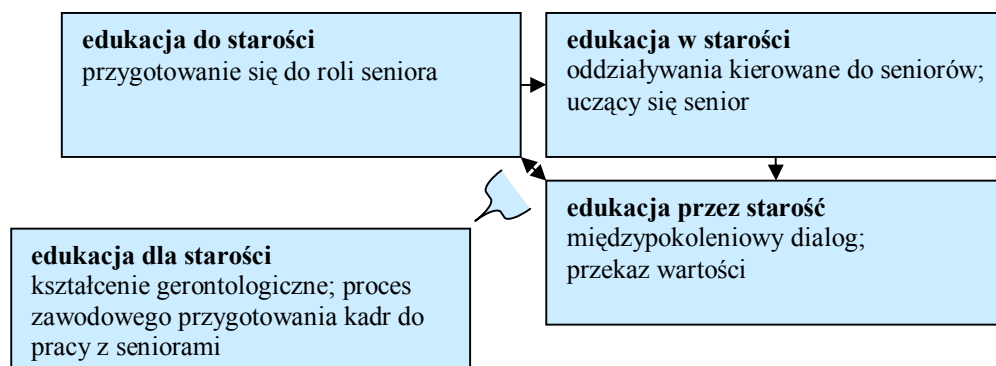 edukacja do starości
przygotowanie się do roli seniora
edukacja w starości
oddziaływania kierowane do seniorów;
uczący się senior
edukacja przez starość
międzypokoleniowy dialog;
przekaz wartości
edukacja dla starości
kształcenie gerontologiczne; proces
zawodowego przygotowania kadr do
pracy z seniorami